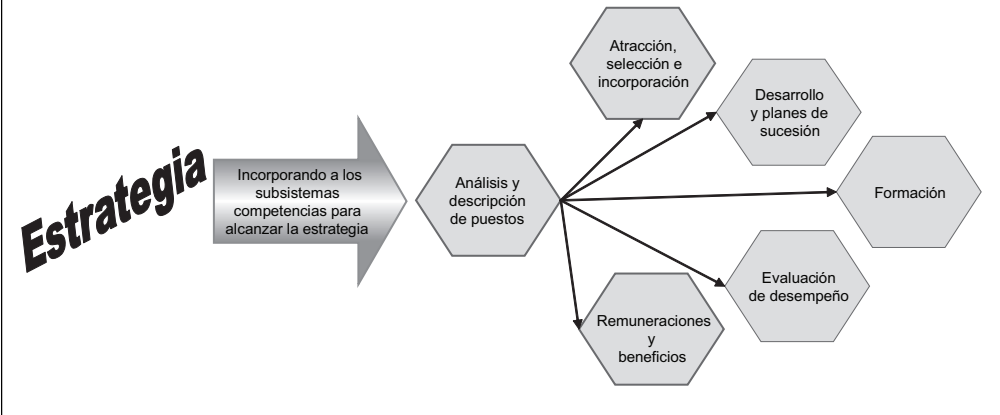 Estrategia
Incorporando a los
subsistemas
competencias para
alcanzar la estrategia
Análisis y
descripción
de puestos
Atracción,
selección e
incorporación
Desarrollo
y planes de
sucesión
Formación
Evaluación
de desempeño
Remuneraciones
y
beneficios